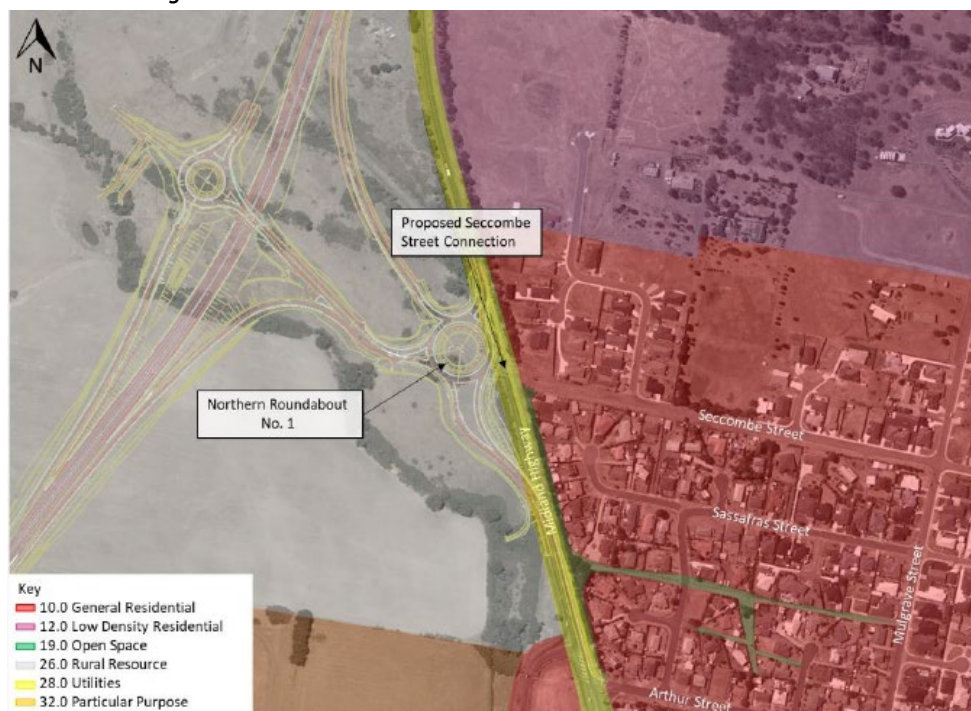 N
Proposed Seccombe
Street Connection
Northern Roundabout
No. 1
Midland Highway
Seccombe Street
Sassafras Street
Mulgrave Street
Arthur Street
Key
10.0 General Residential
12.0 Low Density Residential
19.0 Open Space
26.0 Rural Resource
28.0 Utilities
32.0 Particular Purpose